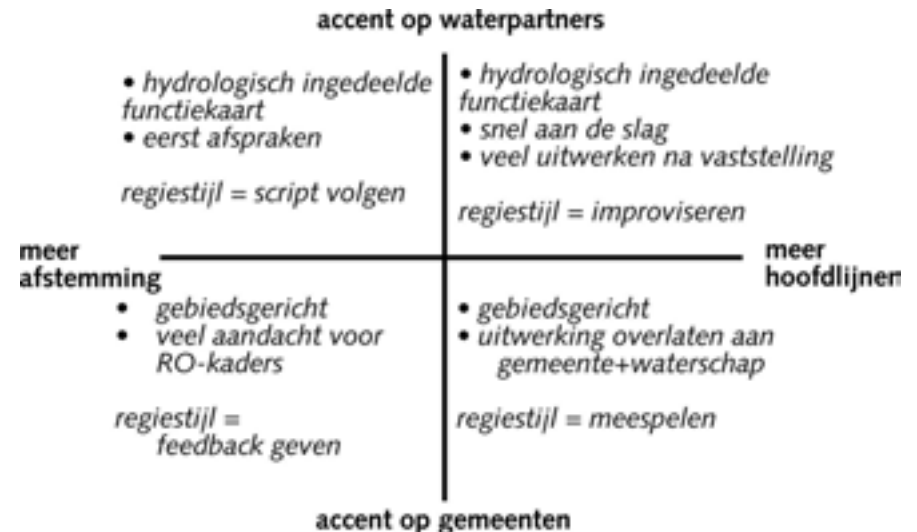 accent op waterpartners
• hydrologisch ingedeelde
functiekaart
• eerst afspraken
regiestijl = script volgen
• hydrologisch ingedeelde
functiekaart
• snel aan de slag
• veel uitwerken na vaststelling
regiestijl = improviseren
meer
afstemming
meer
hoofdlijnen
• gebiedsgericht
• veel aandacht voor
RO-kaders
regiestijl =
feedback geven
• gebiedsgericht
• uitwerking overlaten aan
gemeente+waterschap
regiestijl = meespelen
accent op gemeenten